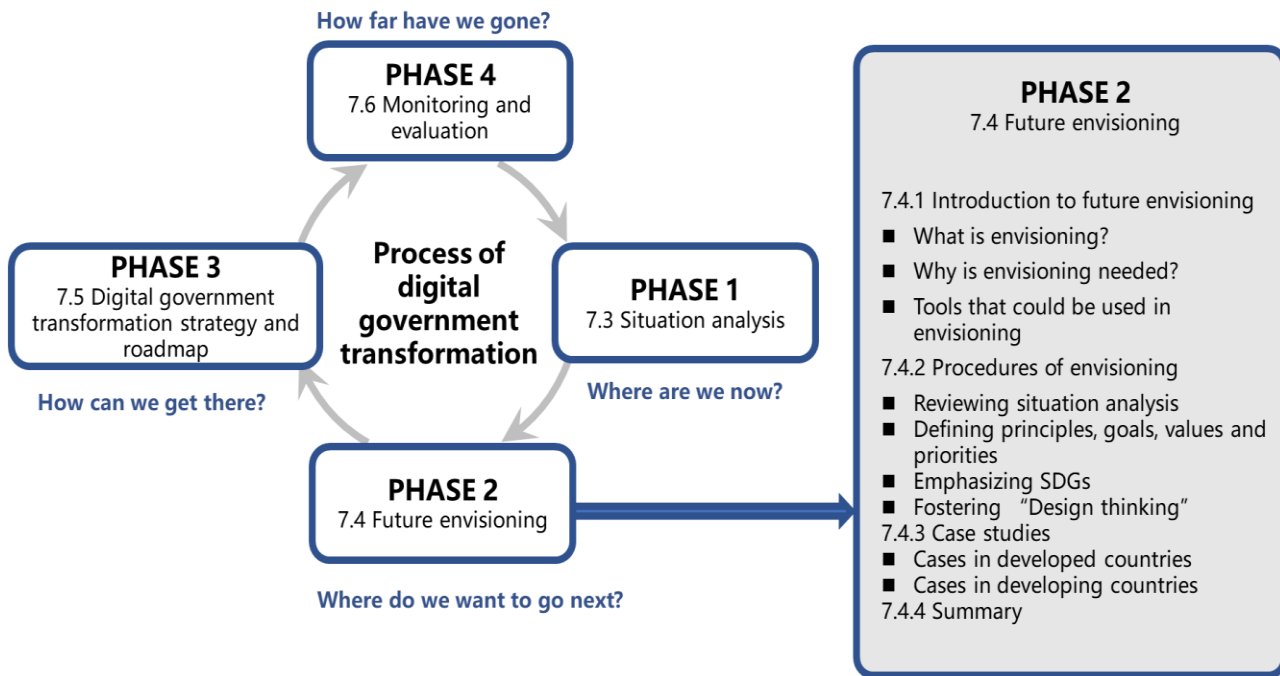 How far have we gone?
PHASE 4
7.6 Monitoring and
evaluation
PHASE 3
7.5 Digital government
transformation strategy and
roadmap
How can we get there?
Process of
digital
government
transformation
PHASE 1
7.3 Situation analysis
Where are we now?
PHASE 2
7.4 Future envisioning
Where do we want to go next?
PHASE 2
7.4 Future envisioning
7.4.1 Introduction to future envisioning
■ What is envisioning?
■ Why is envisioning needed?
■ Tools that could be used in
envisioning
7.4.2 Procedures of envisioning
■ Reviewing situation analysis
■ Defining principles, goals, values and
priorities
■ Emphasizing SDGs
■ Fostering “Design thinking”
7.4.3 Case studies
■ Cases in developed countries
■ Cases in developing countries
7.4.4 Summary